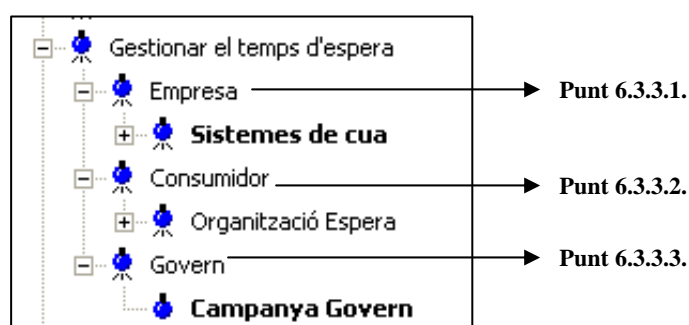 Gestionar el temps d'espera
Empresa Punt 6.3.3.1.
Sistemes de cua
Consumidor Punt 6.3.3.2.
Organització Espera
Govern Punt 6.3.3.3.
Campanya Govern